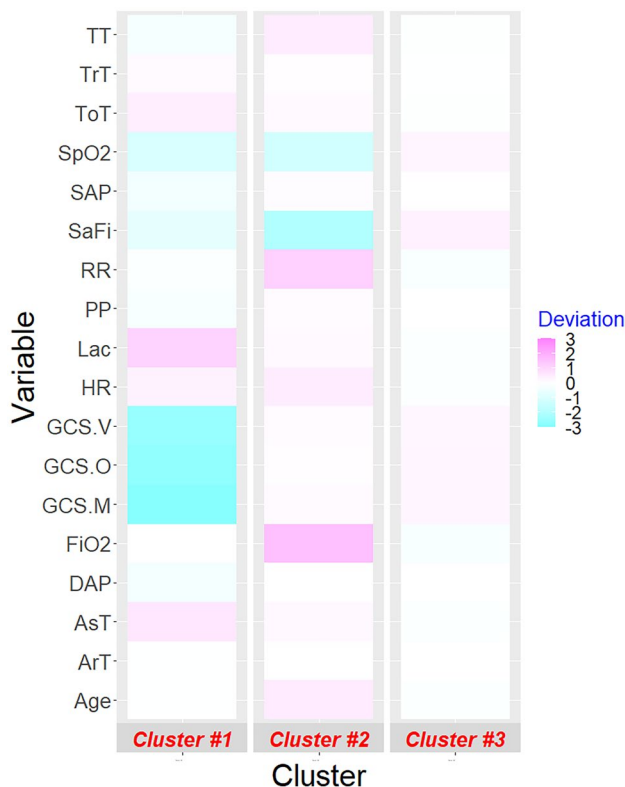 TT
TrT
ToT
SpO2
SAP
SaFi
RR
PP
Lac
HR
GCS.V
GCS.O
GCS.M
FiO2
DAP
AsT
ArT
Age
Variable
Deviation
3
2
1
0
-1
-2
-3
Cluster #1 Cluster #2 Cluster #3
Cluster